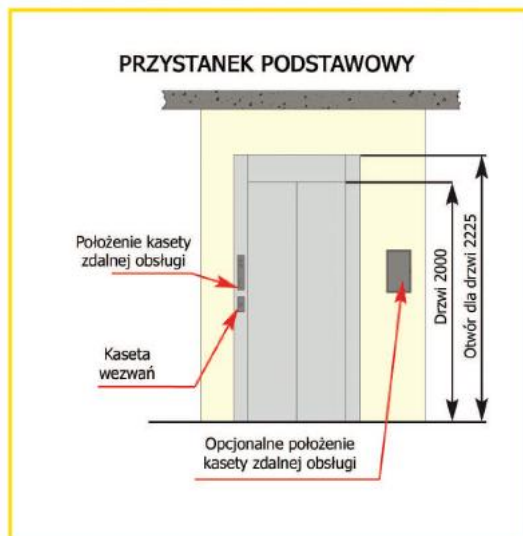 PRZYSTANEK PODSTAWOWY
Położenie kasety
zdalnej obsługi
Kaseta
wezwań
Opcjonalne położenie
kasety zdalnej obsługi
Drzwi 2000
Otwór dla drzwi 2225